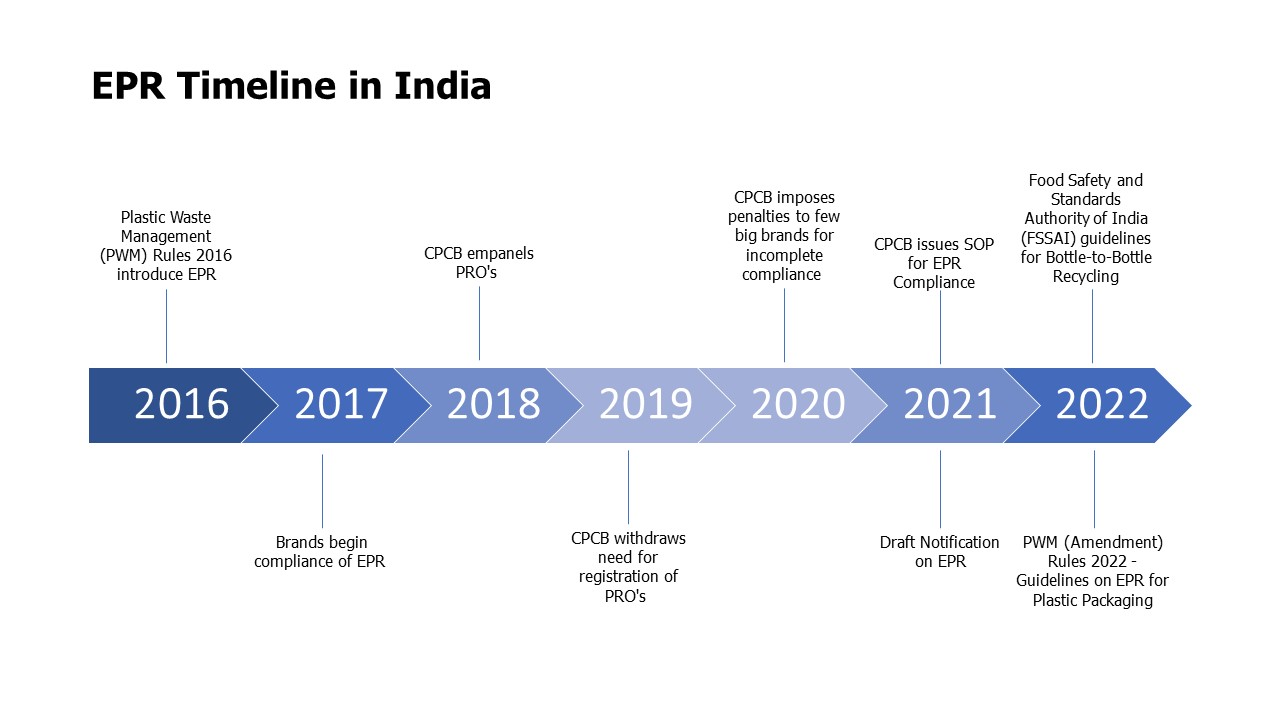 EPR Timeline in India
Plastic Waste
Management
(PWM) Rules 2016
introduce EPR
CPCB empanels
PRO's
CPCB imposes
penalties to few
big brands for
incomplete
compliance
CPCB issues SOP
for EPR
Compliance
Food Safety and
Standards
Authority of India
(FSSAI) guidelines
for Bottle-to-Bottle
Recycling
2016
2017
2018
2019
2020
2021
2022
Brands begin
compliance of EPR
CPCB withdraws
need for
registration of
PRO's
Draft Notification
on EPR
PWM (Amendment)
Rules 2022 -
Guidelines on EPR for
Plastic Packaging